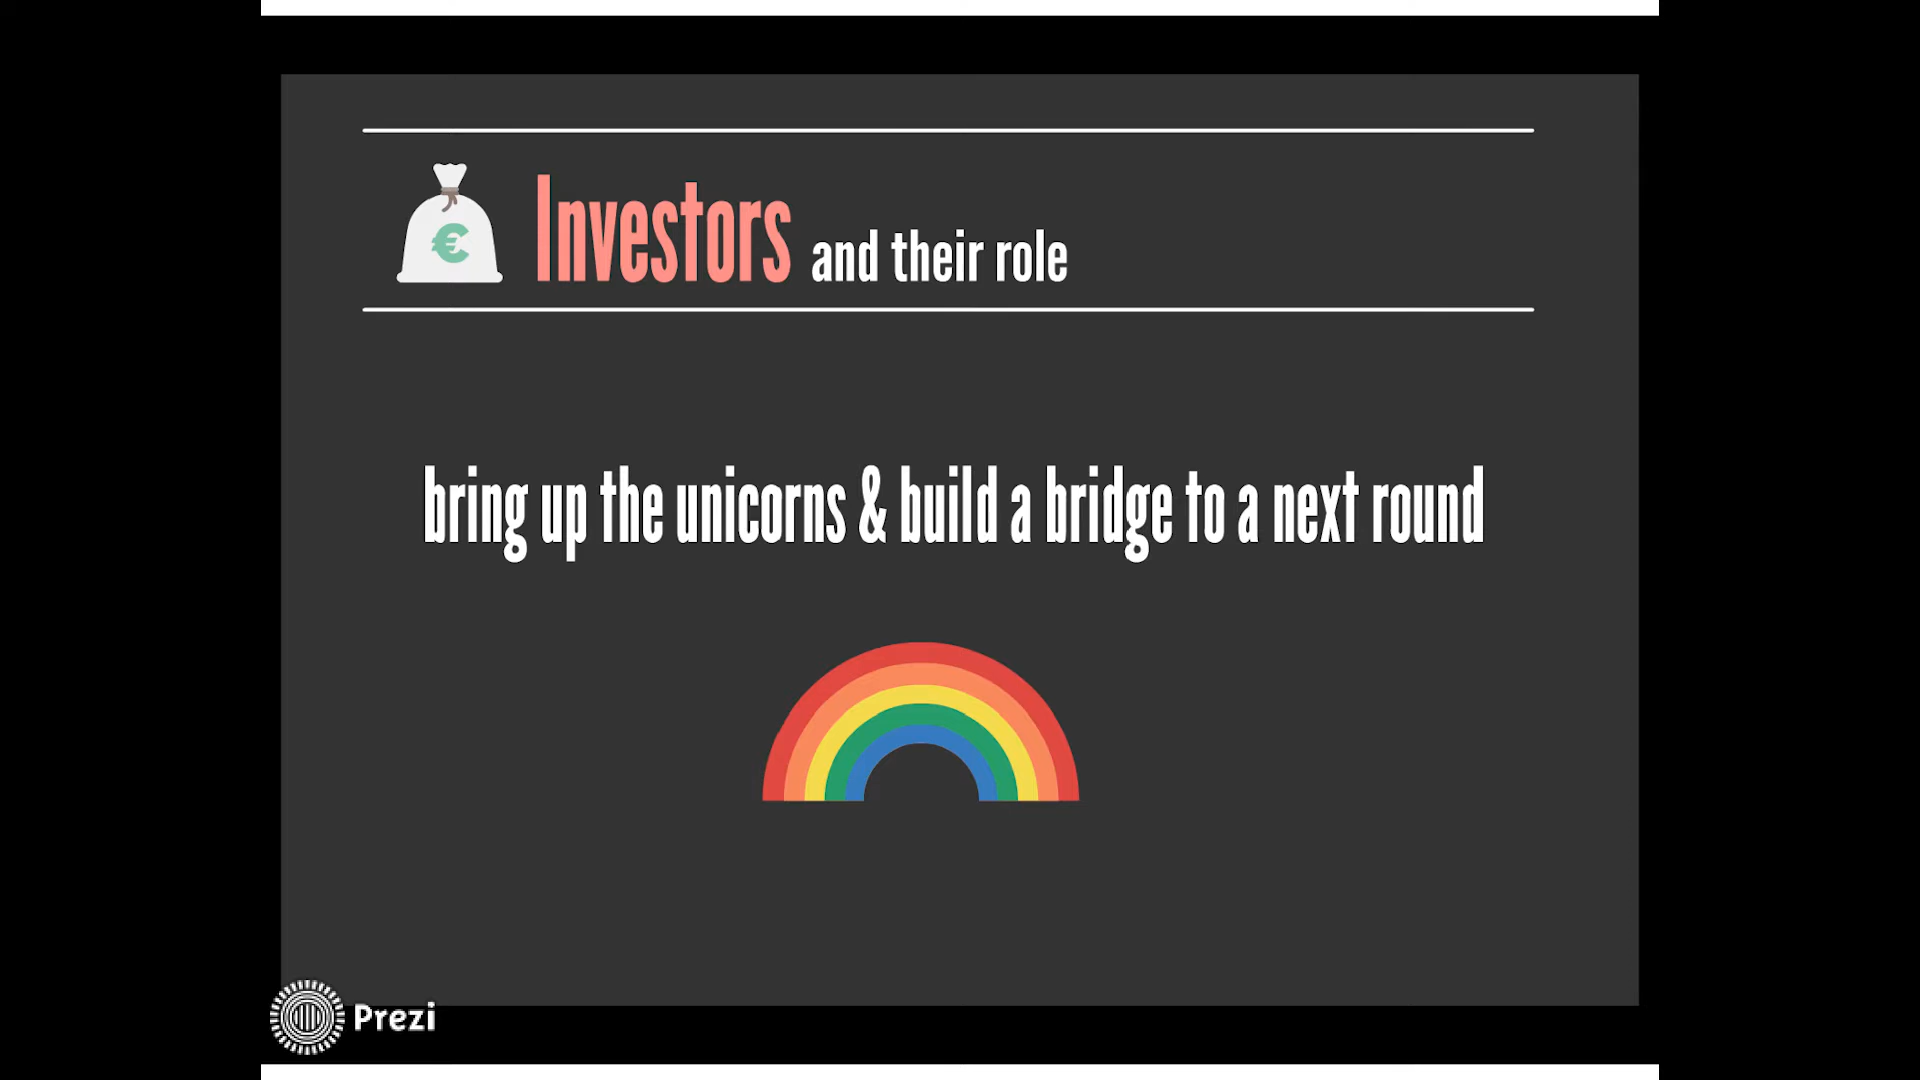 €
Investors and their role
bring up the unicorns & build a bridge to a next round
Prezi